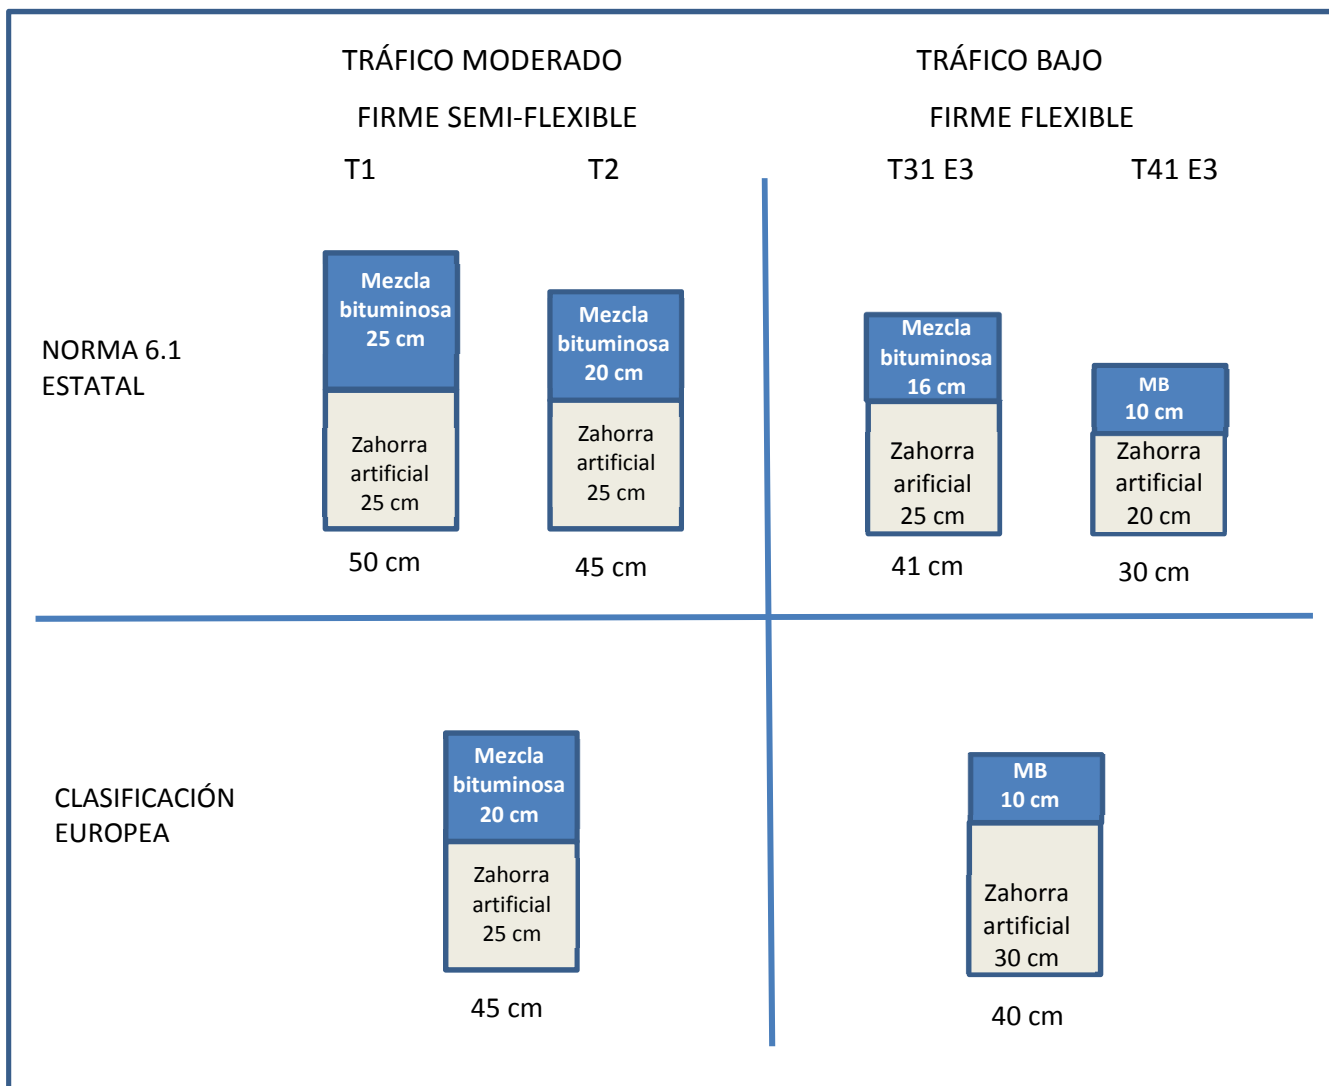 TRÁFICO MODERADO
TRÁFICO BAJO
FIRME SEMI-FLEXIBLE
FIRME FLEXIBLE
T1
T2
T31 E3
T41 E3
NORMA 6.1
ESTATAL
Mezcla
bituminosa
25 cm
Zahorra
artificial
25 cm
50 cm
Mezcla
bituminosa
20 cm
Zahorra
artificial
25 cm
45 cm
Mezcla
bituminosa
16 cm
Zahorra
arificial
25 cm
41 cm
MB
10 cm
Zahorra
artificial
20 cm
30 cm
CLASIFICACIÓN
EUROPEA
Mezcla
bituminosa
20 cm
Zahorra
artificial
25 cm
45 cm
MB
10 cm
Zahorra
artificial
30 cm
40 cm